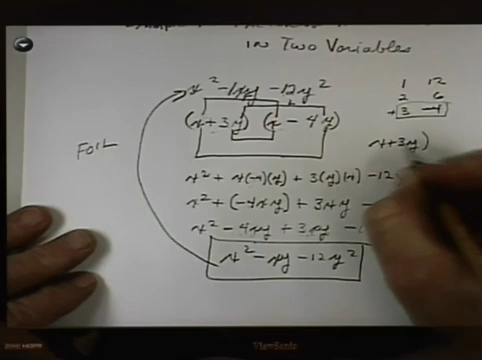 in Two Variables
x² - 1xy - 12y²
(x + 3y) (x - 4y)
1 12
2 6
+3 -4
FOIL
x + 3y)
x² + x(-4)(y) + 3(y)(x) - 12
x² + (-4xy) + 3xy -
x² - 4xy + 3xy -
x² - xy - 12y²
ViewSonic